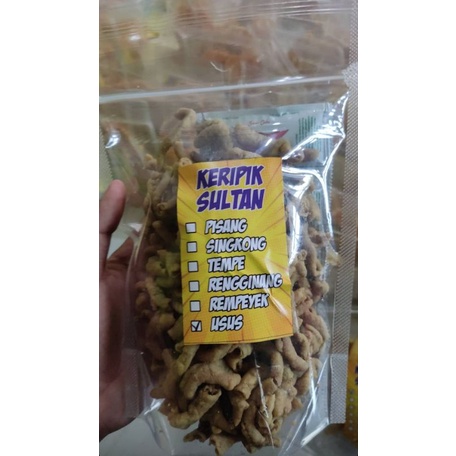 KERIPIK
SULTAN
PISANG
SINGKONG
TEMPE
RENGGINANG
REMPEYEK
USUS